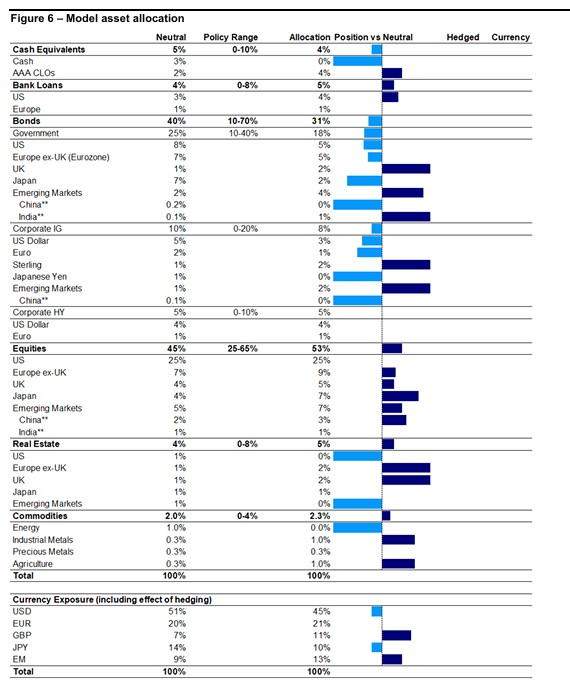 Figure 6 – Model asset allocation
Neutral Policy Range Allocation Position vs Neutral Hedged Currency
Cash Equivalents 5% 0-10% 4%
Cash 3% 0%
AAA CLOs 2% 4%
Bank Loans 4% 0-8% 5%
US 3% 4%
Europe 1% 1%
Bonds 40% 10-70% 31%
Government 25% 10-40% 18%
US 8% 5%
Europe ex-UK (Eurozone) 7% 5%
UK 1% 2%
Japan 7% 2%
Emerging Markets 2% 4%
China** 0.2% 0%
India** 0.1% 1%
Corporate IG 10% 0-20% 8%
US Dollar 5% 3%
Euro 2% 1%
Sterling 1% 2%
Japanese Yen 1% 0%
Emerging Markets 1% 2%
China** 0.1% 0%
Corporate HY 5% 0-10% 5%
US Dollar 4% 4%
Euro 1% 1%
Equities 45% 25-65% 53%
US 25% 25%
Europe ex-UK 7% 9%
UK 4% 5%
Japan 4% 7%
Emerging Markets 5% 7%
China** 2% 3%
India** 1% 1%
Real Estate 4% 0-8% 5%
US 1% 0%
Europe ex-UK 1% 2%
UK 1% 2%
Japan 1% 1%
Emerging Markets 1% 0%
Commodities 2.0% 0-4% 2.3%
Energy 1.0% 0.0%
Industrial Metals 0.3% 1.0%
Precious Metals 0.3% 0.3%
Agriculture 0.3% 1.0%
Total 100% 100%
Currency Exposure (including effect of hedging)
USD 51% 45%
EUR 20% 21%
GBP 7% 11%
JPY 14% 10%
EM 9% 13%
Total 100% 100%